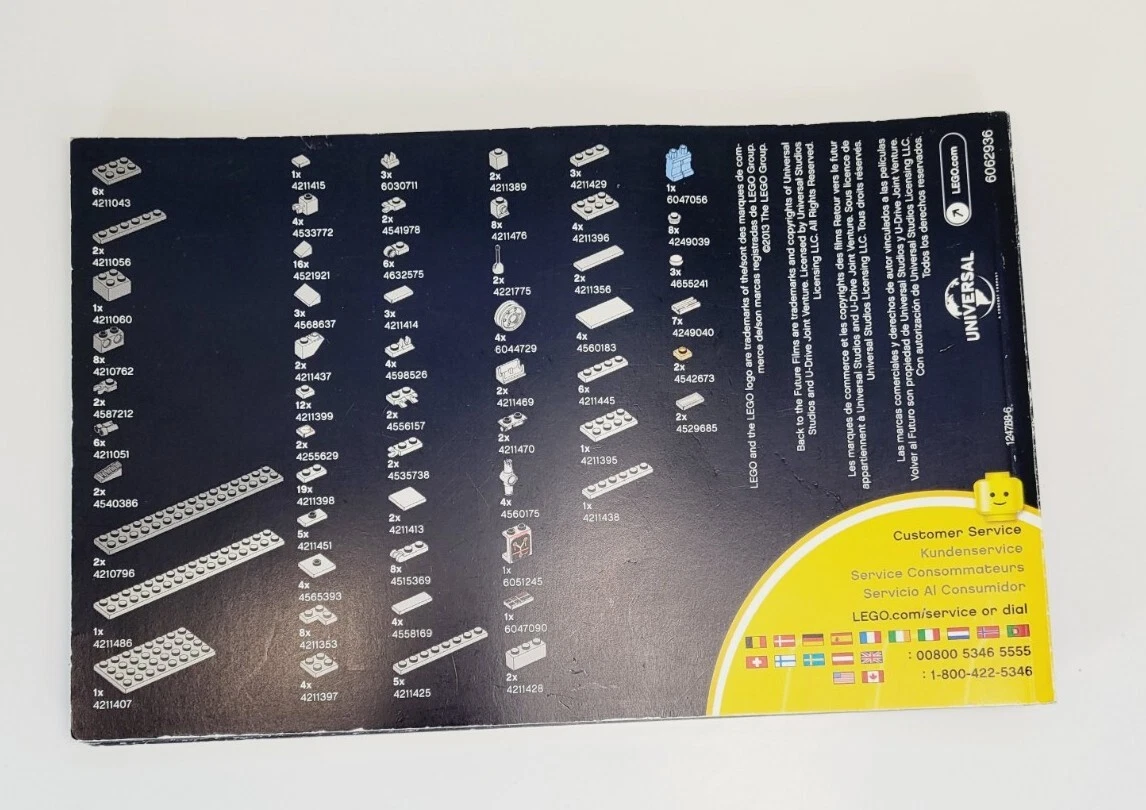 6x
4211043
2x
4211056
1x
4211060
8x
4210762
2x
4587212
6x
4211051
2x
4540386
2x
4210796
1x
4211486
1x
4211407
1x
4211415
4x
4533772
16x
4521921
3x
4568637
2x
4211437
12x
4211399
2x
4255629
19x
4211398
5x
4211451
4x
4565393
8x
4211353
4x
4211397
3x
6030711
2x
4541978
6x
4632575
3x
4211414
4x
4598526
2x
4556157
2x
4535738
2x
4211413
8x
4515369
4x
4558169
5x
4211425
2x
4211389
8x
4211476
2x
4221775
4x
6044729
2x
4211469
2x
4211470
4x
4560175
1x
6051245
1x
6047090
2x
4211428
3x
4211429
4x
4211396
2x
4211356
4x
4560183
6x
4211445
1x
4211395
1x
4211438
1x
6047056
8x
4249039
3x
4655241
7x
4249040
2x
4542673
2x
4529685
LEGO and the LEGO logo are trademarks of the/sont des marques de com-
merce de/son marcas registradas de LEGO Group.
©2013 The LEGO Group.
Back to the Future Films are trademarks and copyrights of Universal
Studios and U-Drive Joint Venture. Licensed by Universal Studios
Licensing LLC. All Rights Reserved.
Les marques de commerce et les copyrights des films Retour vers le futur
appartiennent à Universal Studios and U-Drive Joint Venture. Sous licence de
Universal Studios Licensing LLC. Tous droits réservés.
Las marcas comerciales y derechos de autor vinculados a las películas
Volver al Futuro son propiedad de Universal Studios y U-Drive Joint Venture.
Con autorización de Universal Studios Licensing LLC.
Todos los derechos reservados.
UNIVERSAL
LEGO.com
6062936
124788-6
Customer Service
Kundenservice
Service Consommateurs
Servicio Al Consumidor
LEGO.com/service or dial
: 00800 5346 5555
: 1-800-422-5346